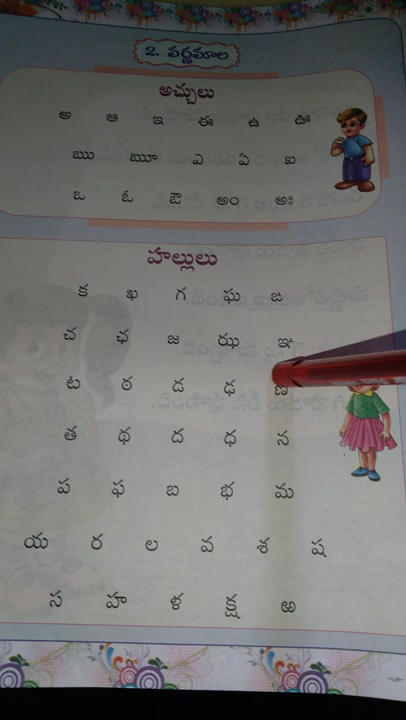 2. వర్ణమాల
అచ్చులు
అ ఆ ఇ ఈ ఉ ఊ
ఋ ౠ ఎ ఏ ఐ
ఒ ఓ ఔ అం అః
హల్లులు
క ఖ గ ఘ ఙ
చ ఛ జ ఝ ఞ
ట ఠ డ ఢ ణ
త థ ద ధ న
ప ఫ బ భ మ
య ర ల వ శ ష
స హ ళ క్ష ఱ